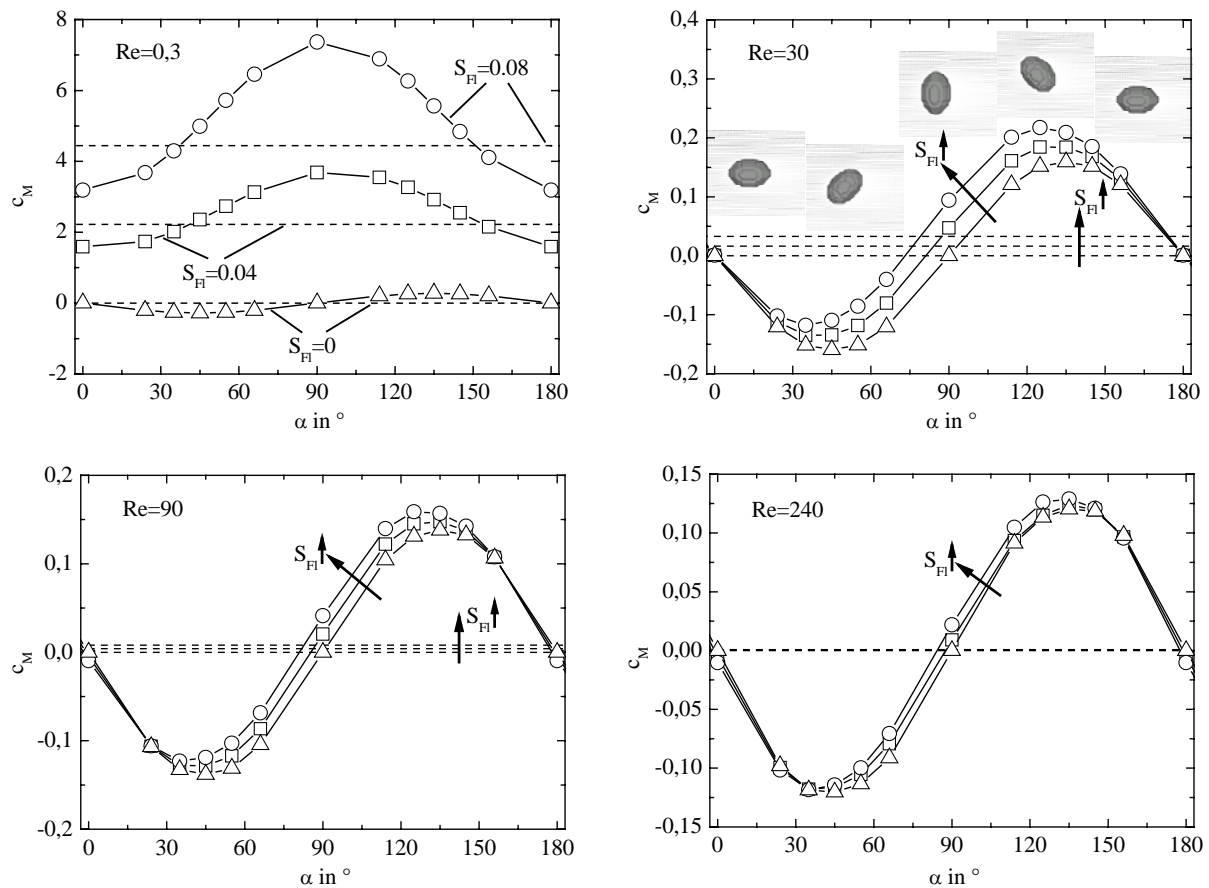 8
6
4
2
0
-2
c_M
Re=0,3
S_Fl=0.08
S_Fl=0.04
S_Fl=0
0 30 60 90 120 150 180
α in °
0,4
0,3
0,2
0,1
0,0
-0,1
-0,2
c_M
Re=30
S_Fl
S_Fl
0 30 60 90 120 150 180
α in °
0,2
0,1
0,0
-0,1
-0,2
c_M
Re=90
S_Fl
S_Fl
0 30 60 90 120 150 180
α in °
0,15
0,10
0,05
0,00
-0,05
-0,10
-0,15
c_M
Re=240
S_Fl
0 30 60 90 120 150 180
α in °